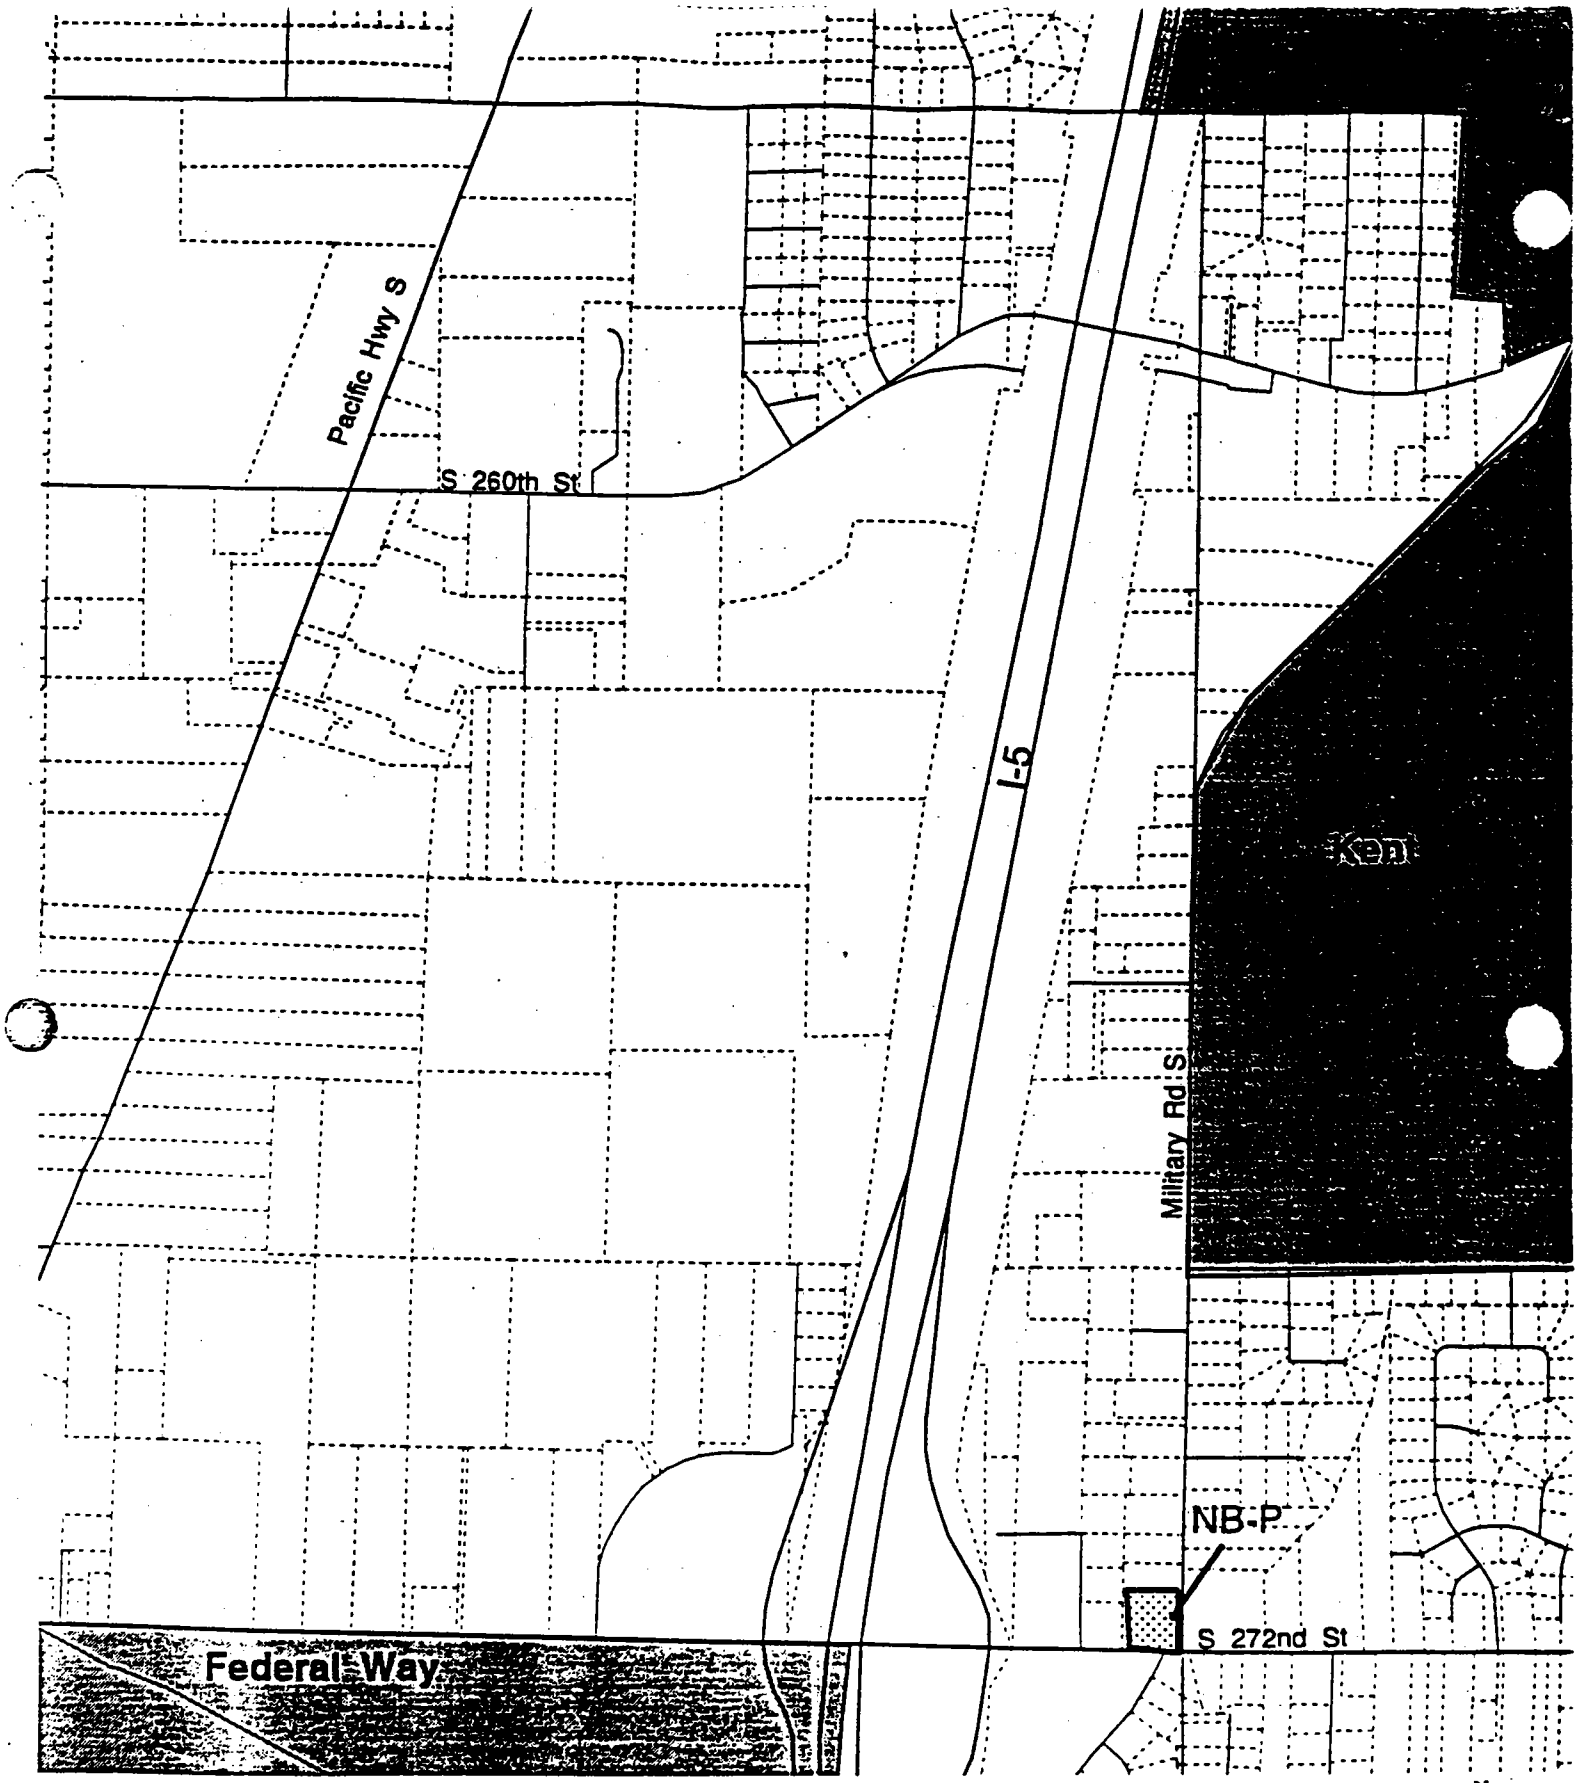 Pacific Hwy S
S 260th St
I-5
Kent
Military Rd S
NB-P
S 272nd St
Federal Way